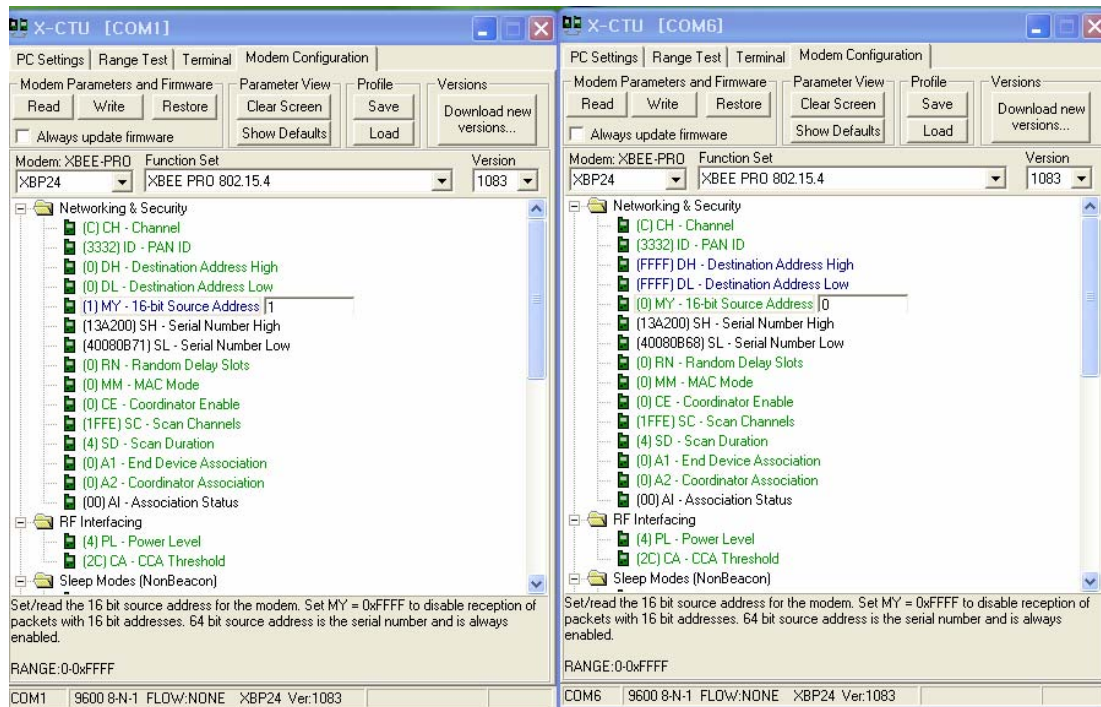 X-CTU [COM1]
PC Settings Range Test Terminal Modem Configuration
Modem Parameters and Firmware Parameter View Profile Versions
Read Write Restore Clear Screen Save Download new versions...
Always update firmware Show Defaults Load
Modem: XBEE-PRO Function Set Version
XBP24 XBEE PRO 802.15.4 1083
Networking & Security
(C) CH - Channel
(3332) ID - PAN ID
(0) DH - Destination Address High
(0) DL - Destination Address Low
(1) MY - 16-bit Source Address 1
(13A200) SH - Serial Number High
(40080B71) SL - Serial Number Low
(0) RN - Random Delay Slots
(0) MM - MAC Mode
(0) CE - Coordinator Enable
(1FFE) SC - Scan Channels
(4) SD - Scan Duration
(0) A1 - End Device Association
(0) A2 - Coordinator Association
(00) AI - Association Status
RF Interfacing
(4) PL - Power Level
(2C) CA - CCA Threshold
Sleep Modes (NonBeacon)
Set/read the 16 bit source address for the modem. Set MY = 0xFFFF to disable reception of
packets with 16 bit addresses. 64 bit source address is the serial number and is always
enabled.
RANGE:0-0xFFFF
COM1 9600 8-N-1 FLOW:NONE XBP24 Ver:1083
X-CTU [COM6]
PC Settings Range Test Terminal Modem Configuration
Modem Parameters and Firmware Parameter View Profile Versions
Read Write Restore Clear Screen Save Download new versions...
Always update firmware Show Defaults Load
Modem: XBEE-PRO Function Set Version
XBP24 XBEE PRO 802.15.4 1083
Networking & Security
(C) CH - Channel
(3332) ID - PAN ID
(FFFF) DH - Destination Address High
(FFFF) DL - Destination Address Low
(0) MY - 16-bit Source Address 0
(13A200) SH - Serial Number High
(40080B68) SL - Serial Number Low
(0) RN - Random Delay Slots
(0) MM - MAC Mode
(0) CE - Coordinator Enable
(1FFE) SC - Scan Channels
(4) SD - Scan Duration
(0) A1 - End Device Association
(0) A2 - Coordinator Association
(00) AI - Association Status
RF Interfacing
(4) PL - Power Level
(2C) CA - CCA Threshold
Sleep Modes (NonBeacon)
Set/read the 16 bit source address for the modem. Set MY = 0xFFFF to disable reception of
packets with 16 bit addresses. 64 bit source address is the serial number and is always
enabled.
RANGE:0-0xFFFF
COM6 9600 8-N-1 FLOW:NONE XBP24 Ver:1083